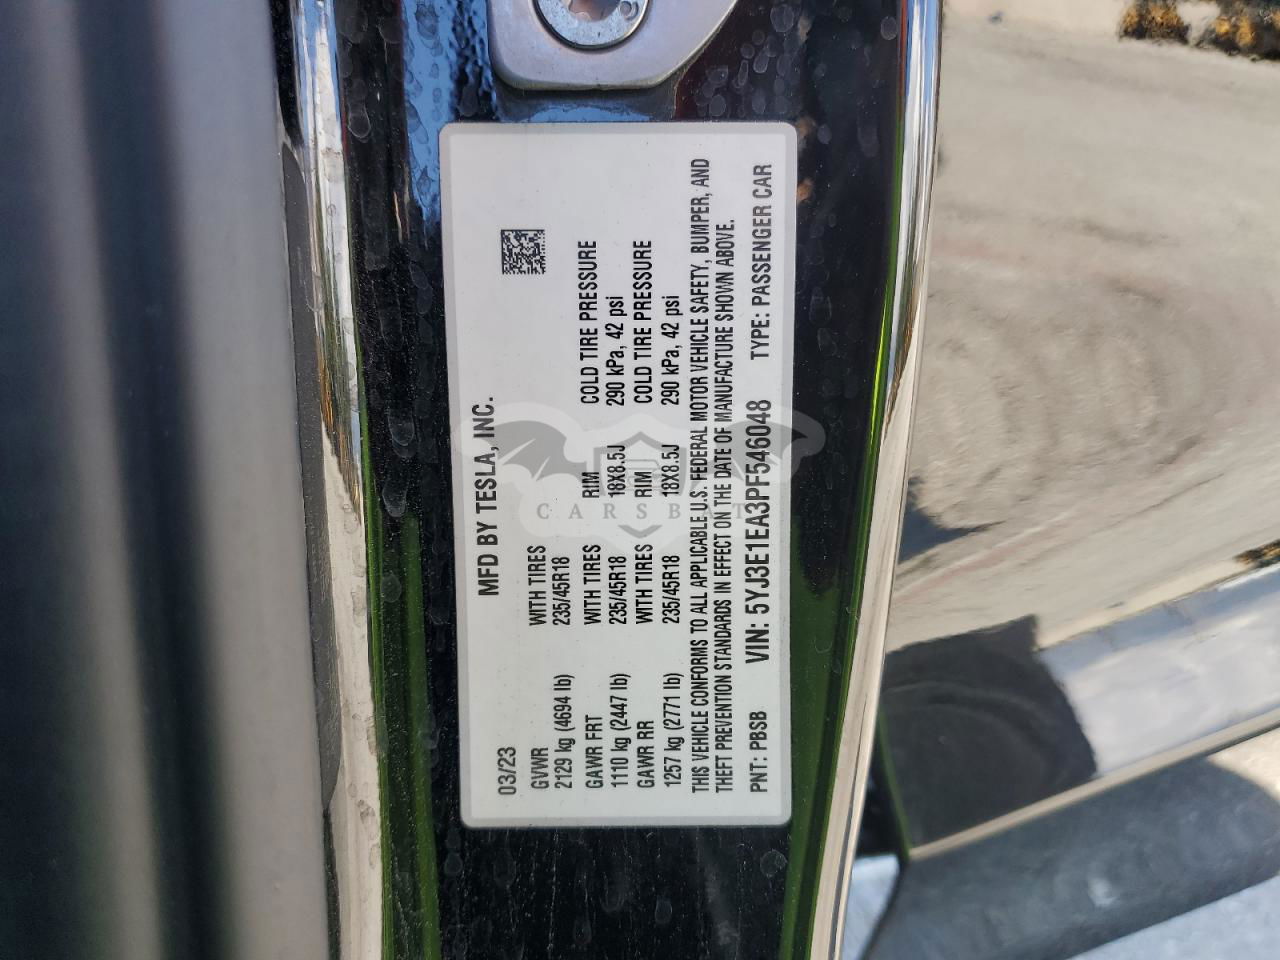 MFD BY TESLA, INC.
03/23
GVWR WITH TIRES
2129 kg (4694 lb) 235/45R18
GAWR FRT WITH TIRES RIM COLD TIRE PRESSURE
1110 kg (2447 lb) 235/45R18 18X8.5J 290 kPa, 42 psi
GAWR RR WITH TIRES RIM COLD TIRE PRESSURE
1257 kg (2771 lb) 235/45R18 18X8.5J 290 kPa, 42 psi
THIS VEHICLE CONFORMS TO ALL APPLICABLE U.S. FEDERAL MOTOR VEHICLE SAFETY, BUMPER, AND
THEFT PREVENTION STANDARDS IN EFFECT ON THE DATE OF MANUFACTURE SHOWN ABOVE.
PNT: PBSB VIN: 5YJ3E1EA3PF546048 TYPE: PASSENGER CAR
CARSBAT